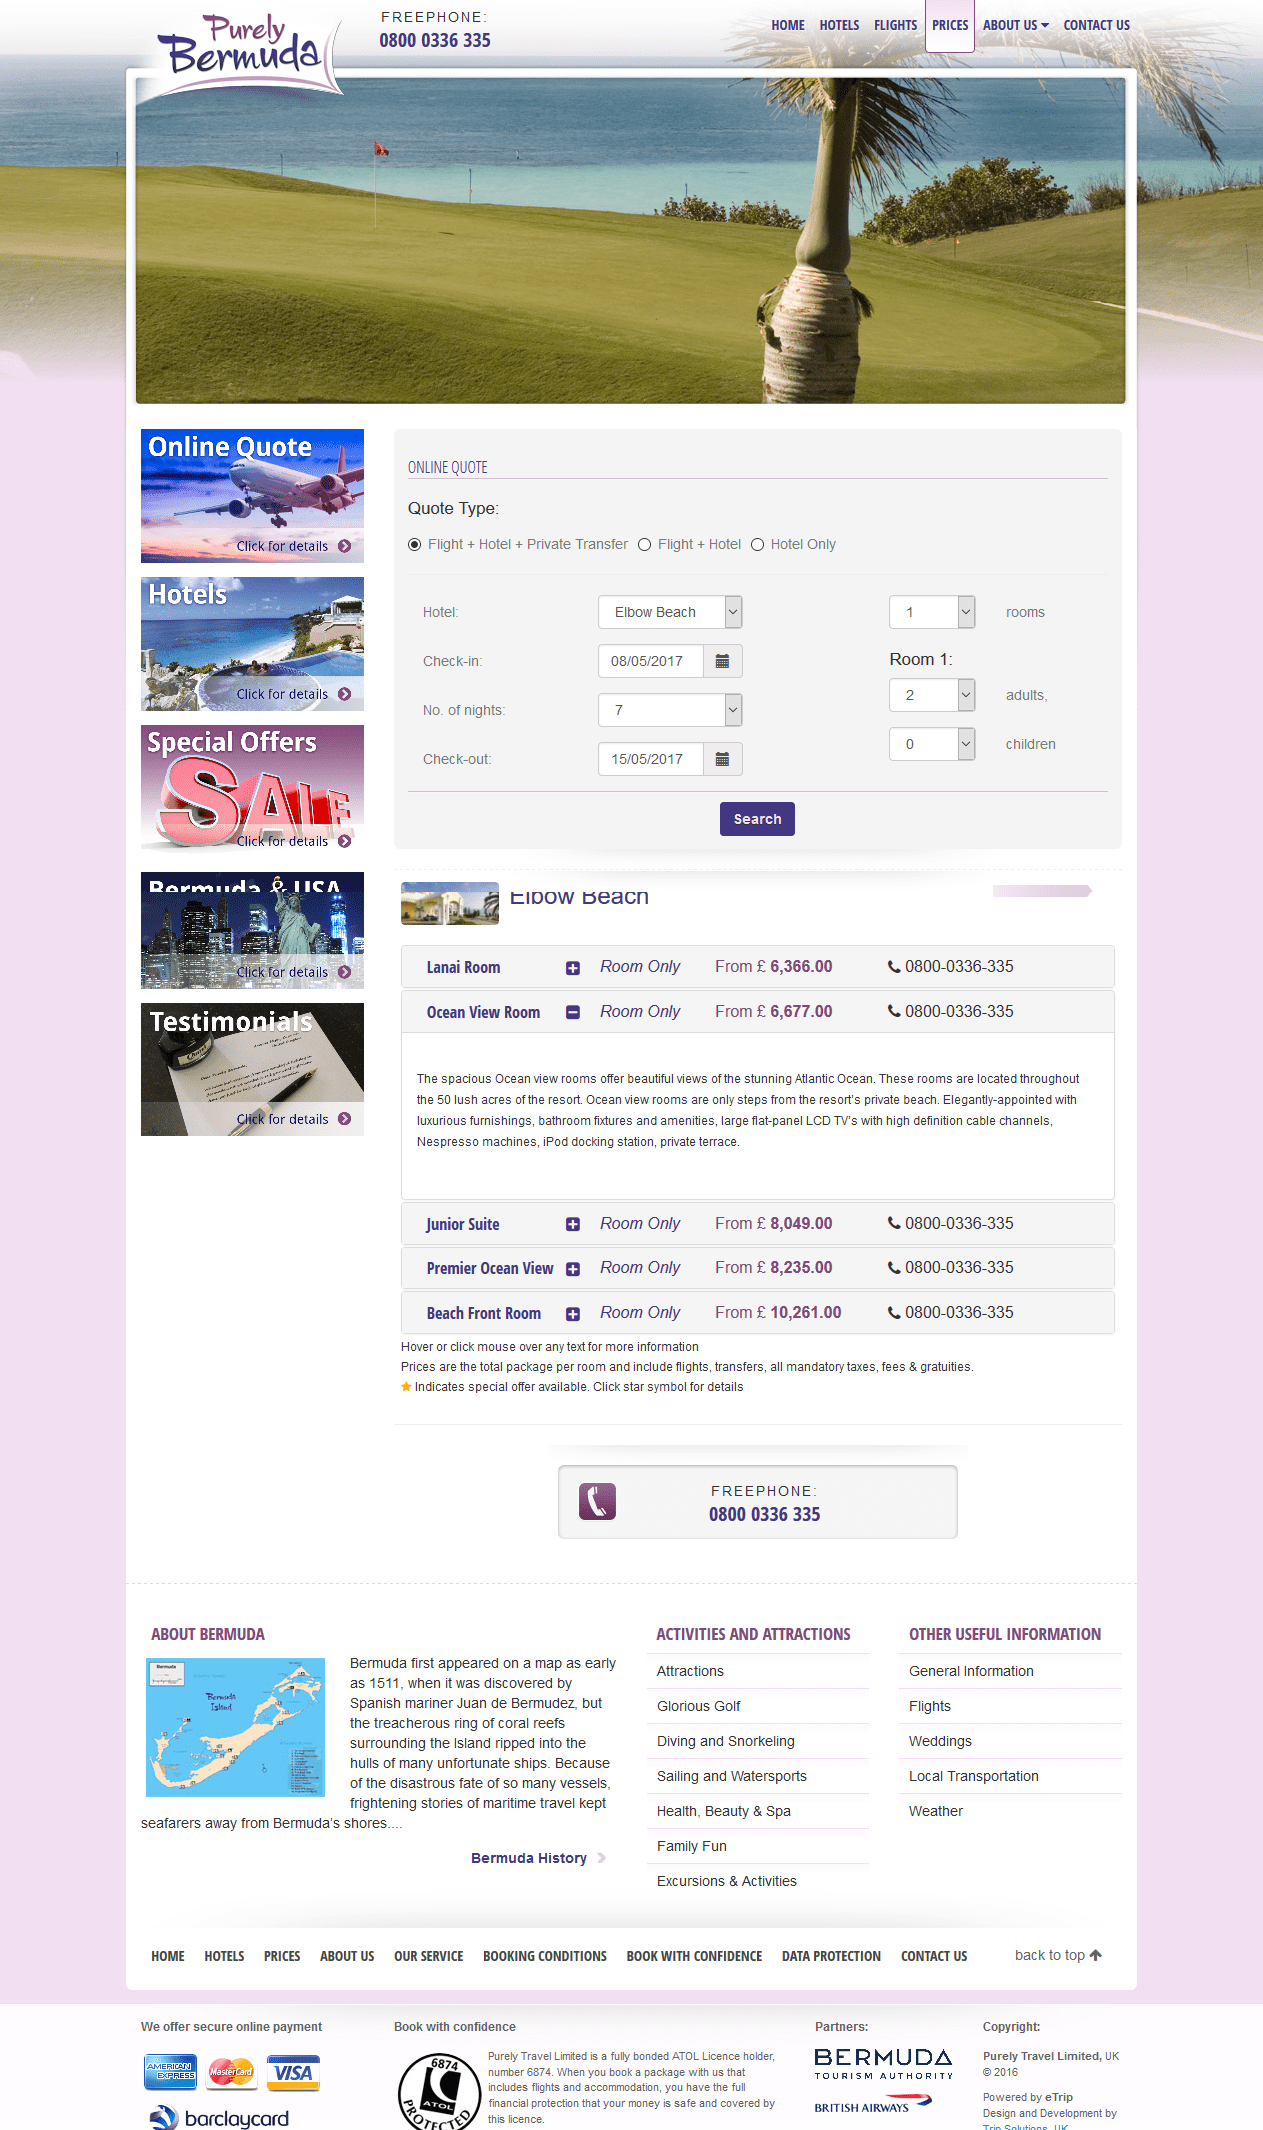 Purely
Bermuda
FREEPHONE:
0800 0336 335
HOME HOTELS FLIGHTS PRICES ABOUT US CONTACT US
Online Quote
Click for details
Hotels
Click for details
Special Offers
SALE
Click for details
Bermuda & USA
Click for details
Testimonials
Click for details
ONLINE QUOTE
Quote Type:
Flight + Hotel + Private Transfer Flight + Hotel Hotel Only
Hotel: Elbow Beach 1 rooms
Check-in: 08/05/2017 Room 1:
2 adults,
No. of nights: 7
0 children
Check-out: 15/05/2017
Search
Elbow Beach
Lanai Room Room Only From £ 6,366.00 0800-0336-335
Ocean View Room Room Only From £ 6,677.00 0800-0336-335
The spacious Ocean view rooms offer beautiful views of the stunning Atlantic Ocean. These rooms are located throughout
the 50 lush acres of the resort. Ocean view rooms are only steps from the resort's private beach. Elegantly-appointed with
luxurious furnishings, bathroom fixtures and amenities, large flat-panel LCD TV's with high definition cable channels,
Nespresso machines, iPod docking station, private terrace.
Junior Suite Room Only From £ 8,049.00 0800-0336-335
Premier Ocean View Room Only From £ 8,235.00 0800-0336-335
Beach Front Room Room Only From £ 10,261.00 0800-0336-335
Hover or click mouse over any text for more information
Prices are the total package per room and include flights, transfers, all mandatory taxes, fees & gratuities.
Indicates special offer available. Click star symbol for details
FREEPHONE:
0800 0336 335
ABOUT BERMUDA
Bermuda
Bermuda
Island
Bermuda first appeared on a map as early
as 1511, when it was discovered by
Spanish mariner Juan de Bermudez, but
the treacherous ring of coral reefs
surrounding the Island ripped into the
hulls of many unfortunate ships. Because
of the disastrous fate of so many vessels,
frightening stories of maritime travel kept
seafarers away from Bermuda's shores....
Bermuda History
ACTIVITIES AND ATTRACTIONS
Attractions
Glorious Golf
Diving and Snorkeling
Sailing and Watersports
Health, Beauty & Spa
Family Fun
Excursions & Activities
OTHER USEFUL INFORMATION
General Information
Flights
Weddings
Local Transportation
Weather
HOME HOTELS PRICES ABOUT US OUR SERVICE BOOKING CONDITIONS BOOK WITH CONFIDENCE DATA PROTECTION CONTACT US back to top
We offer secure online payment
AMERICAN
EXPRESS
MasterCard
VISA
barclaycard
Book with confidence
6874
ATOL
PROTECTED
Purely Travel Limited is a fully bonded ATOL Licence holder,
number 6874. When you book a package with us that
includes flights and accommodation, you have the full
financial protection that your money is safe and covered by
this licence.
Partners:
BERMUDA
TOURISM AUTHORITY
BRITISH AIRWAYS
Copyright:
Purely Travel Limited, UK
© 2016
Powered by eTrip
Design and Development by
Trip Solutions, UK